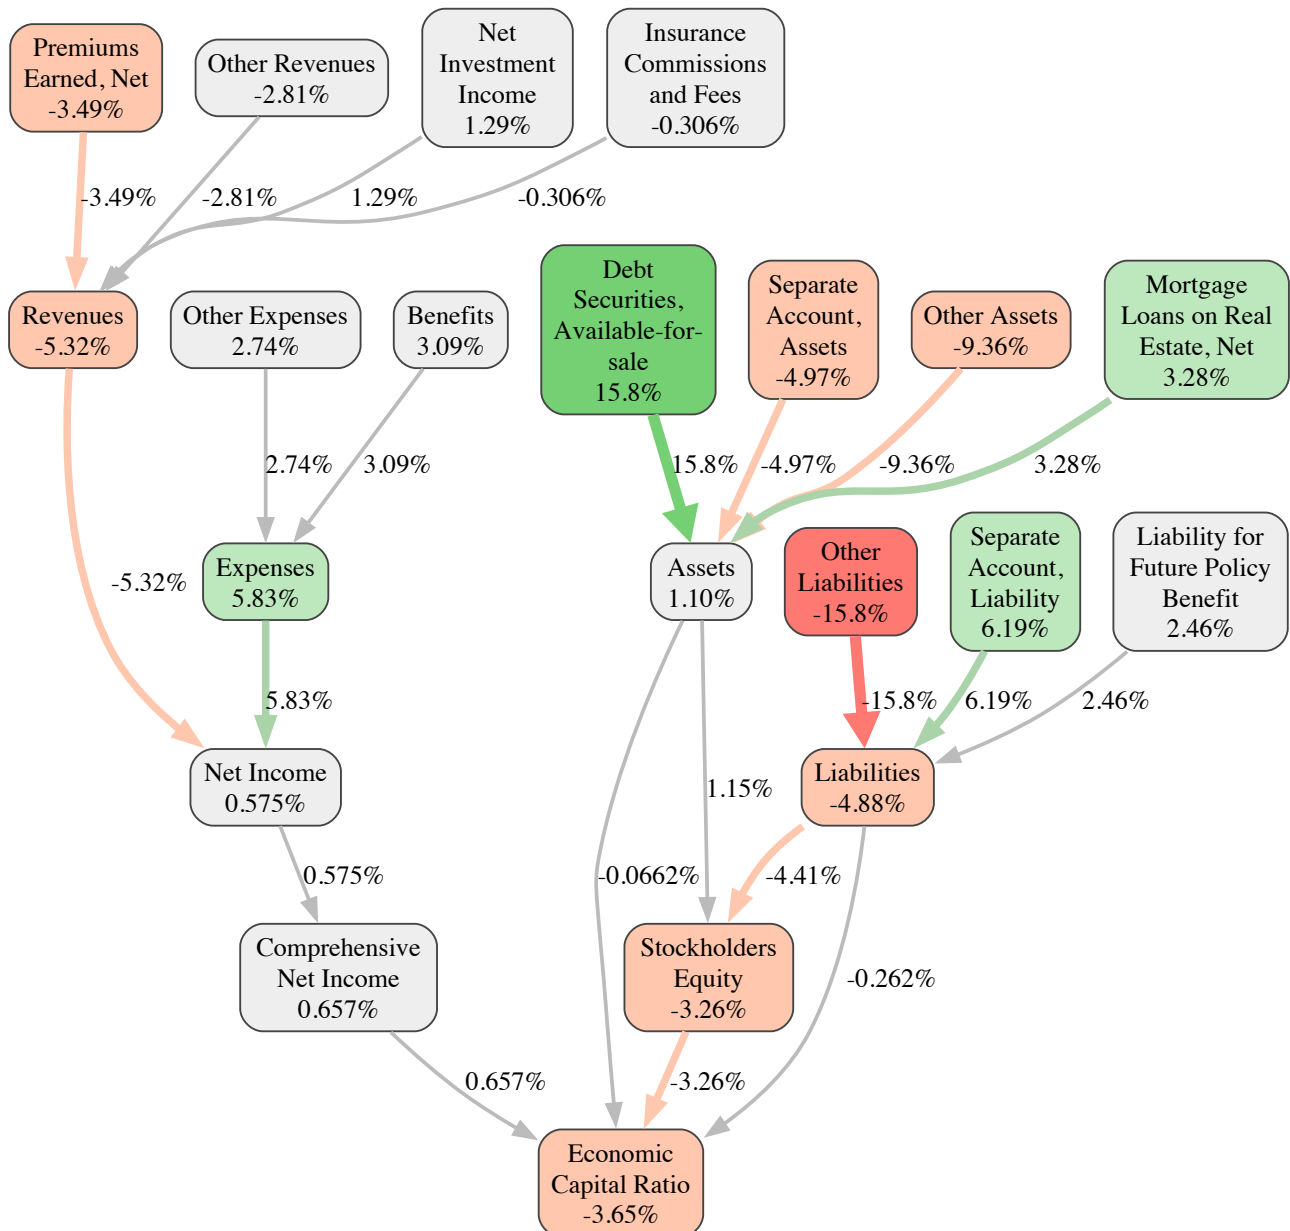 Premiums
Earned, Net
-3.49%
Other Revenues
-2.81%
Net
Investment
Income
1.29%
Insurance
Commissions
and Fees
-0.306%
-3.49%
-2.81%
1.29%
-0.306%
Revenues
-5.32%
Other Expenses
2.74%
Benefits
3.09%
Debt
Securities,
Available-for-
sale
15.8%
Separate
Account,
Assets
-4.97%
Other Assets
-9.36%
Mortgage
Loans on Real
Estate, Net
3.28%
2.74%
3.09%
15.8%
-4.97%
-9.36%
3.28%
-5.32%
Expenses
5.83%
Assets
1.10%
Other
Liabilities
-15.8%
Separate
Account,
Liability
6.19%
Liability for
Future Policy
Benefit
2.46%
5.83%
-15.8%
6.19%
2.46%
Net Income
0.575%
1.15%
Liabilities
-4.88%
0.575%
-0.0662%
-4.41%
Comprehensive
Net Income
0.657%
Stockholders
Equity
-3.26%
-0.262%
0.657%
-3.26%
Economic
Capital Ratio
-3.65%